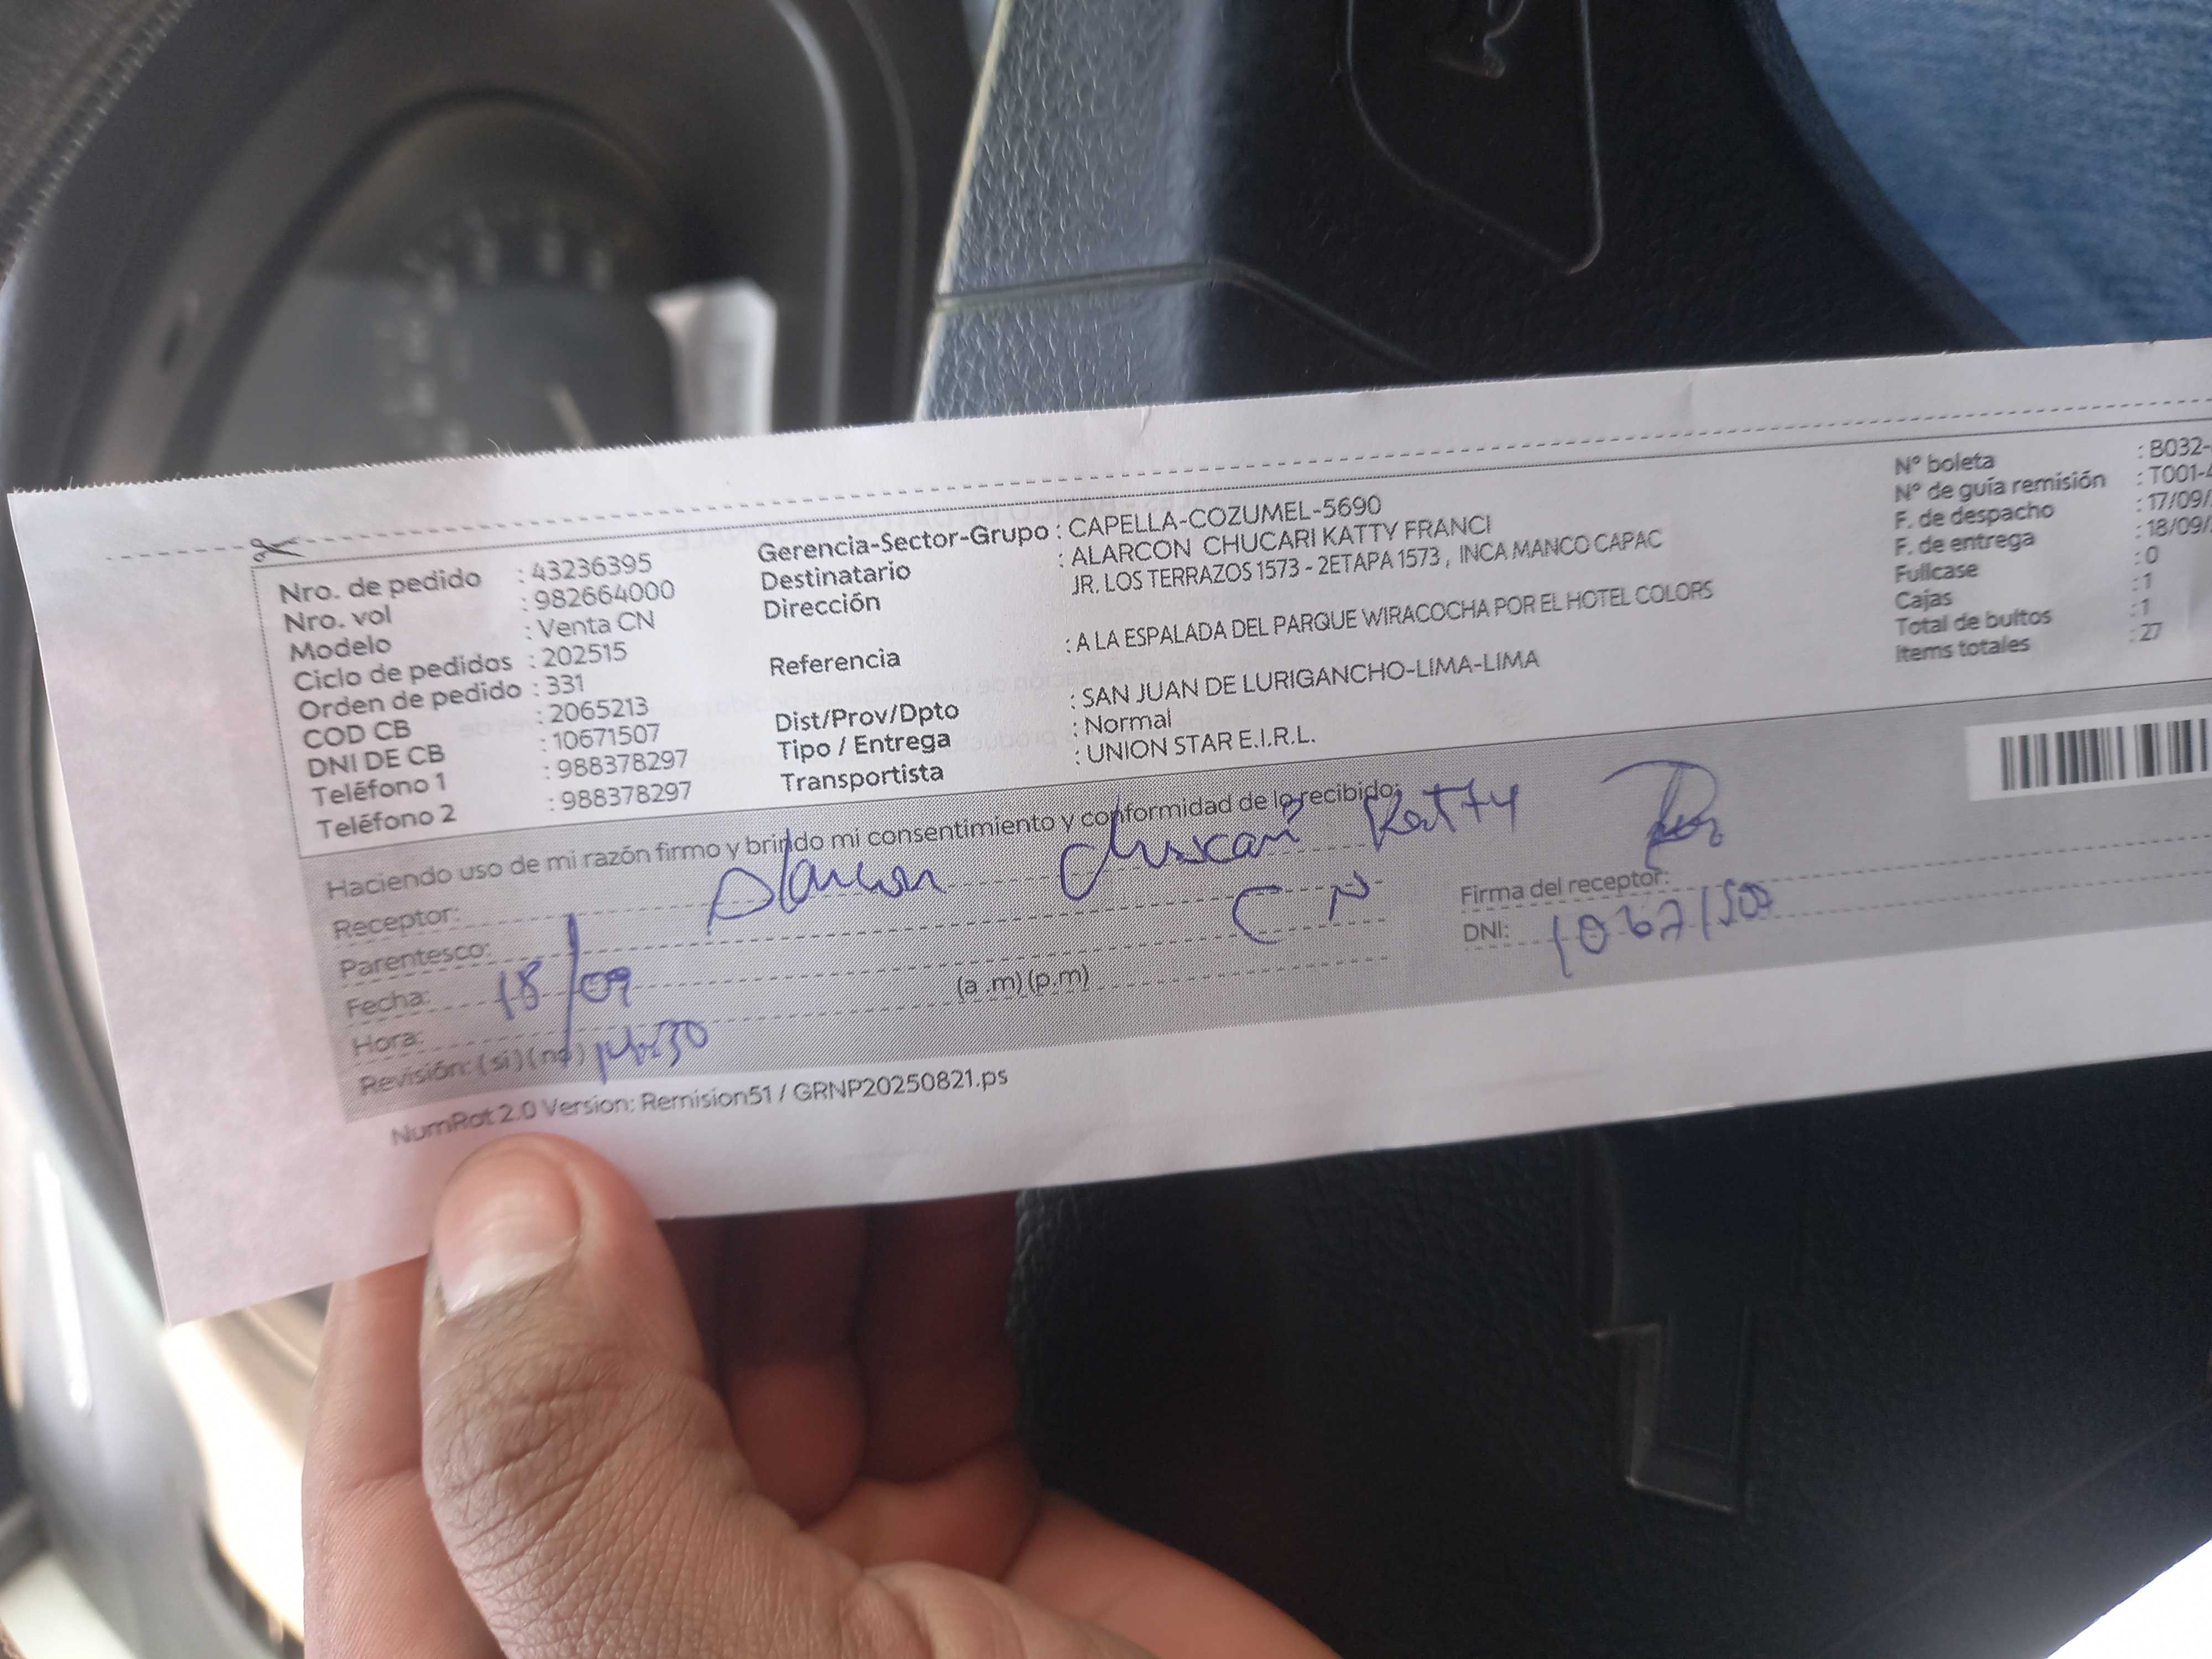 Nro. de pedido : 43236395
Nro. vol : 982664000
Modelo : Venta CN
Ciclo de pedidos : 202515
Orden de pedido : 331
COD CB : 2065213
DNI DE CB : 10671507
Teléfono 1 : 988378297
Teléfono 2 : 988378297
Gerencia-Sector-Grupo : CAPELLA-COZUMEL-5690
Destinatario : ALARCON CHUCARI KATTY FRANCI
Dirección JR. LOS TERRAZOS 1573 - 2ETAPA 1573 , INCA MANCO CAPAC
Referencia : A LA ESPALADA DEL PARQUE WIRACOCHA POR EL HOTEL COLORS
Dist/Prov/Dpto : SAN JUAN DE LURIGANCHO-LIMA-LIMA
Tipo / Entrega : Normal
Transportista : UNION STAR E.I.R.L.
Nº boleta : B032-
Nº de guía remisión : T001-4
F. de despacho : 17/09/
F. de entrega : 18/09/
Fullcase : 0
Cajas : 1
Total de bultos : 1
Items totales : 27
Haciendo uso de mi razón firmo y brindo mi consentimiento y conformidad de lo recibido:
Receptor: Alarcon Chucari Katty
Parentesco: CN
Fecha: 18/09
Hora: (a .m) (p.m)
Revisión: (si) (no)
Firma del receptor:
DNI: 10671507
NumRot 2.0 Version: Remision51 / GRNP20250821.ps